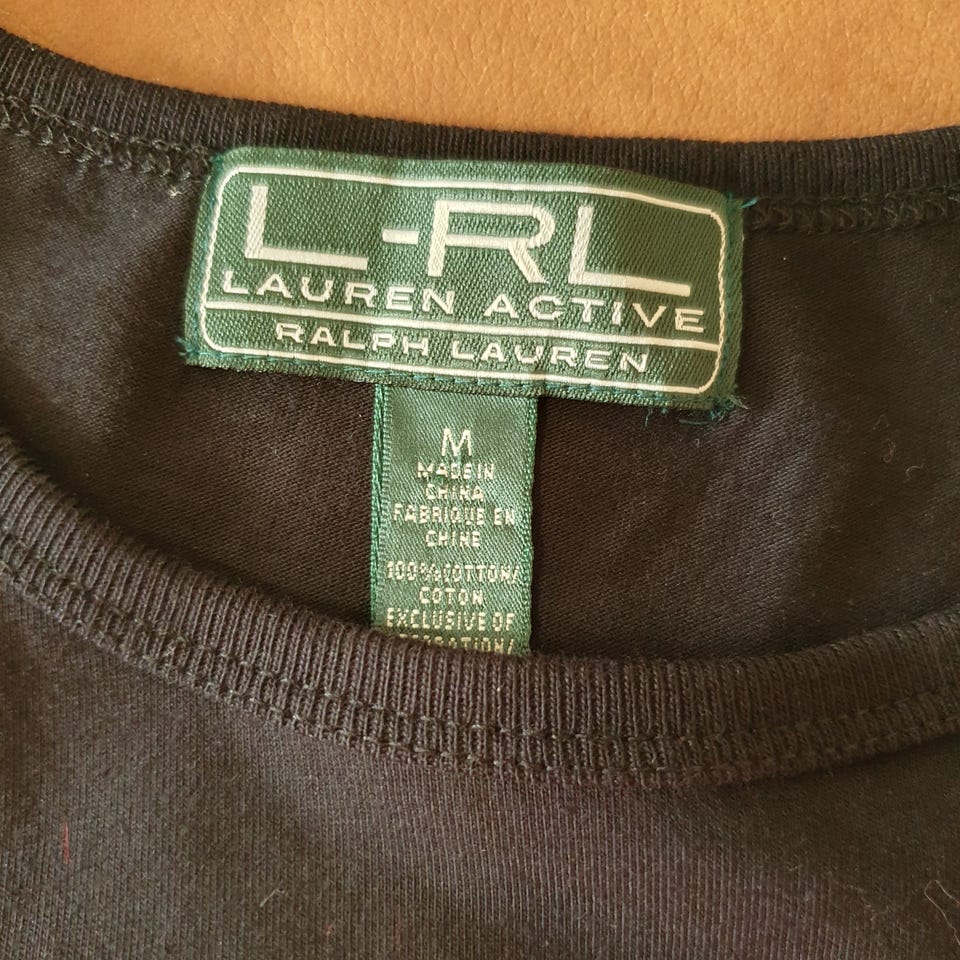 L-RL
LAUREN ACTIVE
RALPH LAUREN
M
MADE IN
CHINA
FABRIQUE EN
CHINE
100% COTTON/
COTON
EXCLUSIVE OF